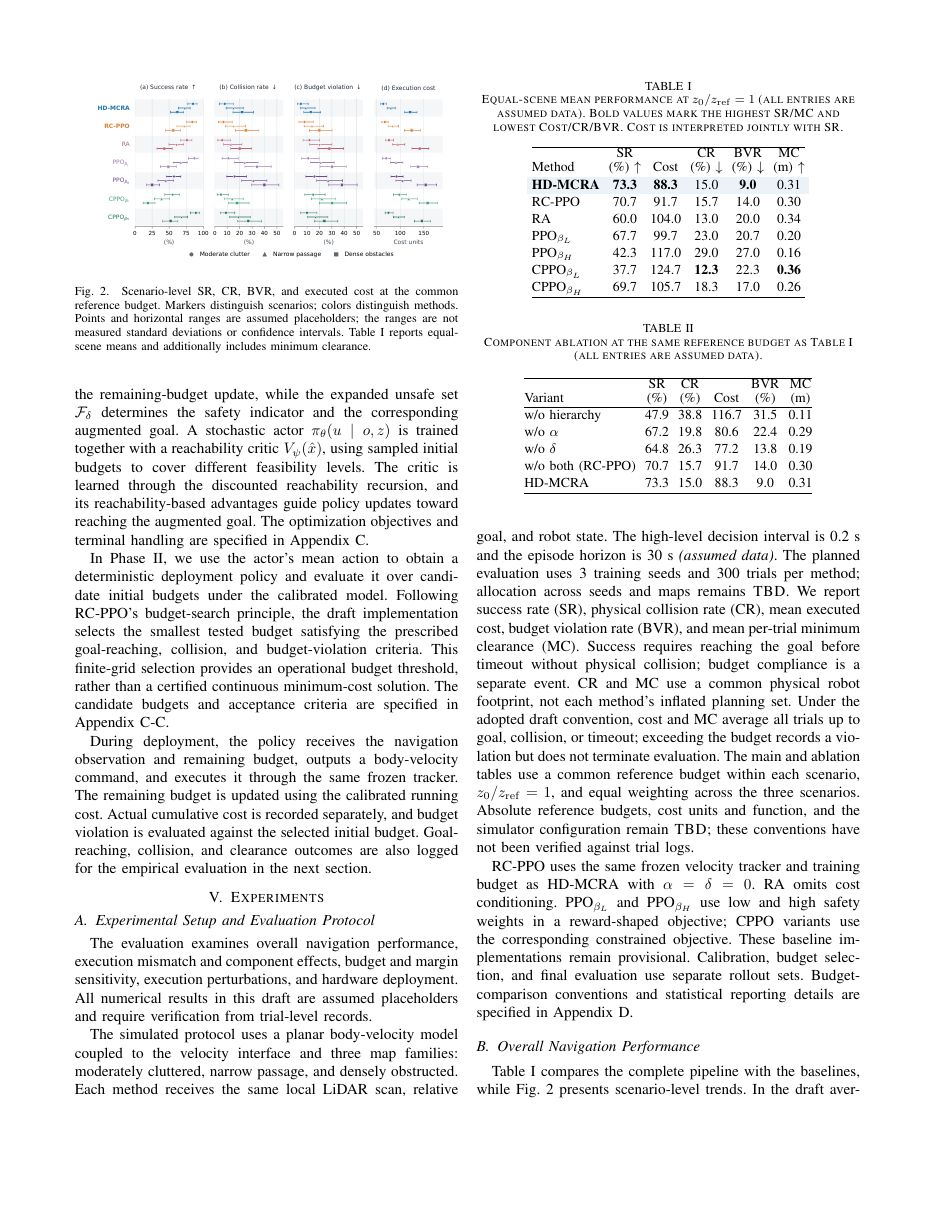 (a) Success rate ↑ (b) Collision rate ↓ (c) Budget violation ↓ (d) Execution cost
HD-MCRA
RC-PPO
RA
PPOβL
PPOβH
CPPOβL
CPPOβH
0 25 50 75 100 0 10 20 30 40 50 0 10 20 30 40 50 50 100 150
(%) (%) (%) Cost units
Moderate clutter Narrow passage Dense obstacles
Fig. 2. Scenario-level SR, CR, BVR, and executed cost at the common
reference budget. Markers distinguish scenarios; colors distinguish methods.
Points and horizontal ranges are assumed placeholders; the ranges are not
measured standard deviations or confidence intervals. Table I reports equal-
scene means and additionally includes minimum clearance.
the remaining-budget update, while the expanded unsafe set
ℱδ determines the safety indicator and the corresponding
augmented goal. A stochastic actor πθ(u | o, z) is trained
together with a reachability critic Vψ(x̂), using sampled initial
budgets to cover different feasibility levels. The critic is
learned through the discounted reachability recursion, and
its reachability-based advantages guide policy updates toward
reaching the augmented goal. The optimization objectives and
terminal handling are specified in Appendix C.
In Phase II, we use the actor's mean action to obtain a
deterministic deployment policy and evaluate it over candi-
date initial budgets under the calibrated model. Following
RC-PPO's budget-search principle, the draft implementation
selects the smallest tested budget satisfying the prescribed
goal-reaching, collision, and budget-violation criteria. This
finite-grid selection provides an operational budget threshold,
rather than a certified continuous minimum-cost solution. The
candidate budgets and acceptance criteria are specified in
Appendix C-C.
During deployment, the policy receives the navigation
observation and remaining budget, outputs a body-velocity
command, and executes it through the same frozen tracker.
The remaining budget is updated using the calibrated running
cost. Actual cumulative cost is recorded separately, and budget
violation is evaluated against the selected initial budget. Goal-
reaching, collision, and clearance outcomes are also logged
for the empirical evaluation in the next section.
V. EXPERIMENTS
A. Experimental Setup and Evaluation Protocol
The evaluation examines overall navigation performance,
execution mismatch and component effects, budget and margin
sensitivity, execution perturbations, and hardware deployment.
All numerical results in this draft are assumed placeholders
and require verification from trial-level records.
The simulated protocol uses a planar body-velocity model
coupled to the velocity interface and three map families:
moderately cluttered, narrow passage, and densely obstructed.
Each method receives the same local LiDAR scan, relative
TABLE I
EQUAL-SCENE MEAN PERFORMANCE AT z0/zref = 1 (ALL ENTRIES ARE
ASSUMED DATA). BOLD VALUES MARK THE HIGHEST SR/MC AND
LOWEST COST/CR/BVR. COST IS INTERPRETED JOINTLY WITH SR.
SR CR BVR MC
Method (%) ↑ Cost (%) ↓ (%) ↓ (m) ↑
HD-MCRA 73.3 88.3 15.0 9.0 0.31
RC-PPO 70.7 91.7 15.7 14.0 0.30
RA 60.0 104.0 13.0 20.0 0.34
PPOβL 67.7 99.7 23.0 20.7 0.20
PPOβH 42.3 117.0 29.0 27.0 0.16
CPPOβL 37.7 124.7 12.3 22.3 0.36
CPPOβH 69.7 105.7 18.3 17.0 0.26
TABLE II
COMPONENT ABLATION AT THE SAME REFERENCE BUDGET AS TABLE I
(ALL ENTRIES ARE ASSUMED DATA).
SR CR BVR MC
Variant (%) (%) Cost (%) (m)
w/o hierarchy 47.9 38.8 116.7 31.5 0.11
w/o α 67.2 19.8 80.6 22.4 0.29
w/o δ 64.8 26.3 77.2 13.8 0.19
w/o both (RC-PPO) 70.7 15.7 91.7 14.0 0.30
HD-MCRA 73.3 15.0 88.3 9.0 0.31
goal, and robot state. The high-level decision interval is 0.2 s
and the episode horizon is 30 s (assumed data). The planned
evaluation uses 3 training seeds and 300 trials per method;
allocation across seeds and maps remains TBD. We report
success rate (SR), physical collision rate (CR), mean executed
cost, budget violation rate (BVR), and mean per-trial minimum
clearance (MC). Success requires reaching the goal before
timeout without physical collision; budget compliance is a
separate event. CR and MC use a common physical robot
footprint, not each method's inflated planning set. Under the
adopted draft convention, cost and MC average all trials up to
goal, collision, or timeout; exceeding the budget records a vio-
lation but does not terminate evaluation. The main and ablation
tables use a common reference budget within each scenario,
z0/zref = 1, and equal weighting across the three scenarios.
Absolute reference budgets, cost units and function, and the
simulator configuration remain TBD; these conventions have
not been verified against trial logs.
RC-PPO uses the same frozen velocity tracker and training
budget as HD-MCRA with α = δ = 0. RA omits cost
conditioning. PPOβL and PPOβH use low and high safety
weights in a reward-shaped objective; CPPO variants use
the corresponding constrained objective. These baseline im-
plementations remain provisional. Calibration, budget selec-
tion, and final evaluation use separate rollout sets. Budget-
comparison conventions and statistical reporting details are
specified in Appendix D.
B. Overall Navigation Performance
Table I compares the complete pipeline with the baselines,
while Fig. 2 presents scenario-level trends. In the draft aver-